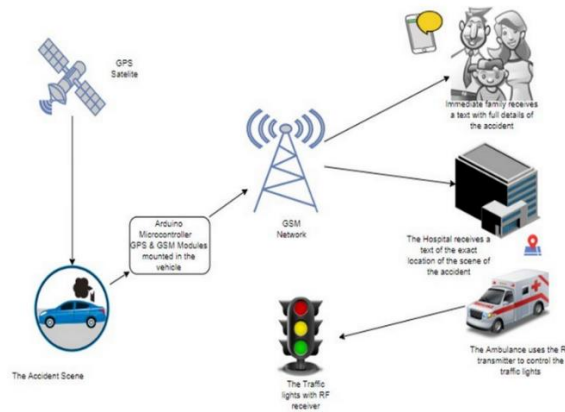 GPS
Satelite
Immediate family receives
a text with full details of
the accident
Arduino
Microcontroller
GPS & GSM Modules
mounted in the
vehicle
GSM
Network
The Hospital receives a
text of the exact
location of the scene of
the accident
The Accident Scene
The Traffic
lights with RF
receiver
The Ambulance uses the R
transmitter to control the
traffic lights